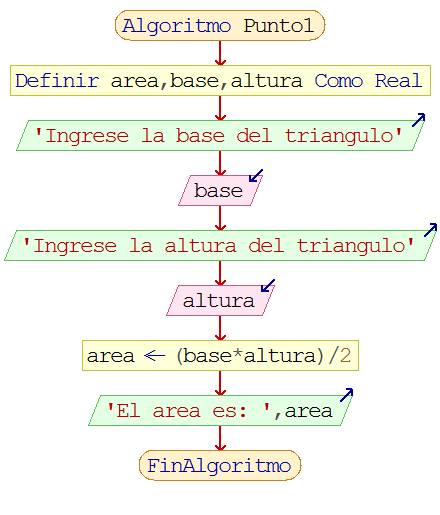 Algoritmo Punto1
Definir area,base,altura Como Real
'Ingrese la base del triangulo'
base
'Ingrese la altura del triangulo'
altura
area ← (base*altura)/2
'El area es: ',area
FinAlgoritmo